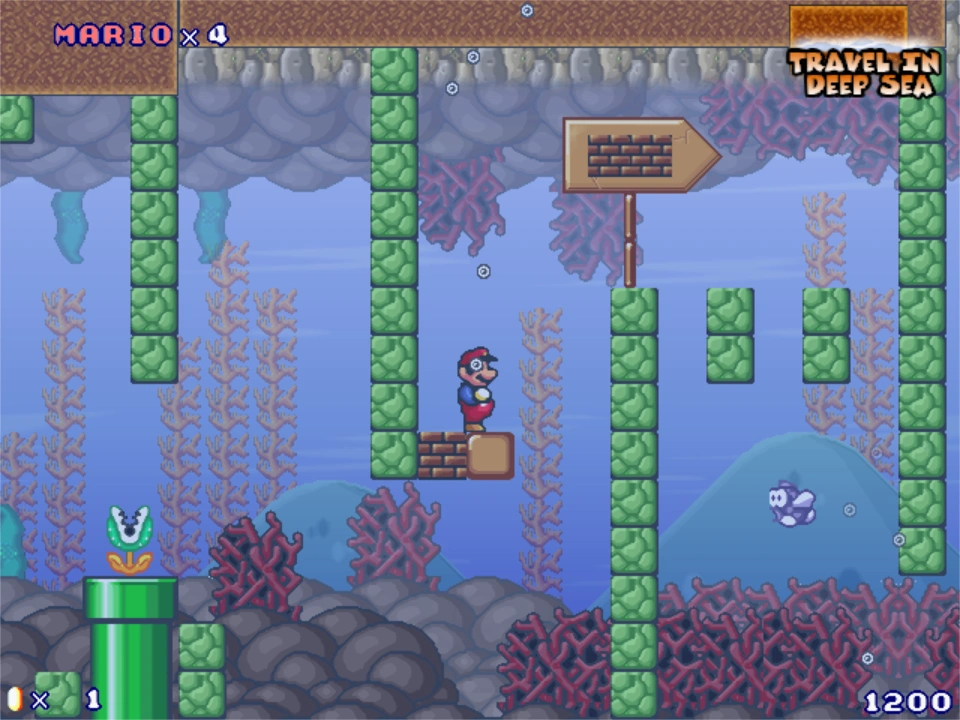 MARIO × 4
TRAVEL IN
DEEP SEA
× 1
1200